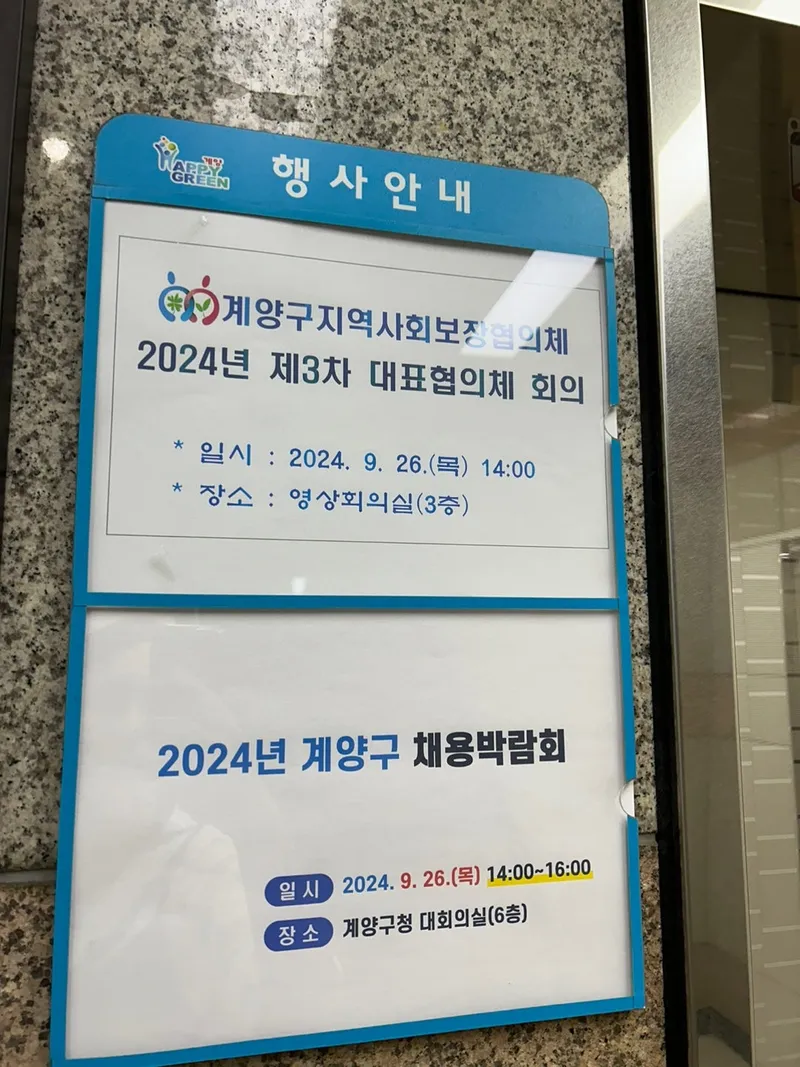 계양
HAPPY
GREEN
행사안내
계양구지역사회보장협의체
2024년 제3차 대표협의체 회의
* 일시 : 2024. 9. 26.(목) 14:00
* 장소 : 영상회의실(3층)
2024년 계양구 채용박람회
일 시 2024. 9. 26.(목) 14:00~16:00
장 소 계양구청 대회의실(6층)